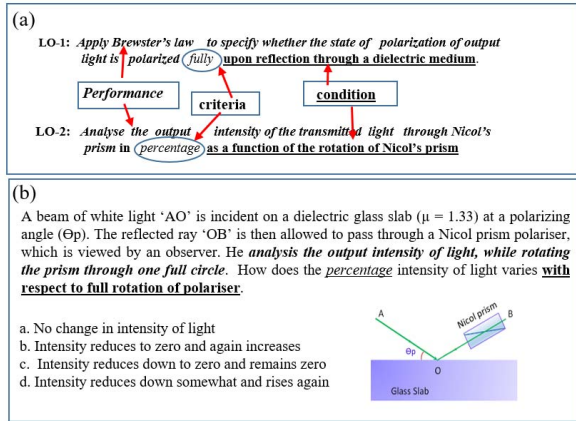 (a)
LO-1: Apply Brewster's law to specify whether the state of polarization of output
light is polarized fully upon reflection through a dielectric medium.
Performance
criteria
condition
LO-2: Analyse the output intensity of the transmitted light through Nicol's
prism in percentage as a function of the rotation of Nicol's prism
(b)
A beam of white light 'AO' is incident on a dielectric glass slab (μ = 1.33) at a polarizing
angle (Θp). The reflected ray 'OB' is then allowed to pass through a Nicol prism polariser,
which is viewed by an observer. He analysis the output intensity of light, while rotating
the prism through one full circle. How does the percentage intensity of light varies with
respect to full rotation of polariser.
a. No change in intensity of light
b. Intensity reduces to zero and again increases
c. Intensity reduces down to zero and remains zero
d. Intensity reduces down somewhat and rises again
A
Nicol prism
B
Θp
O
Glass Slab